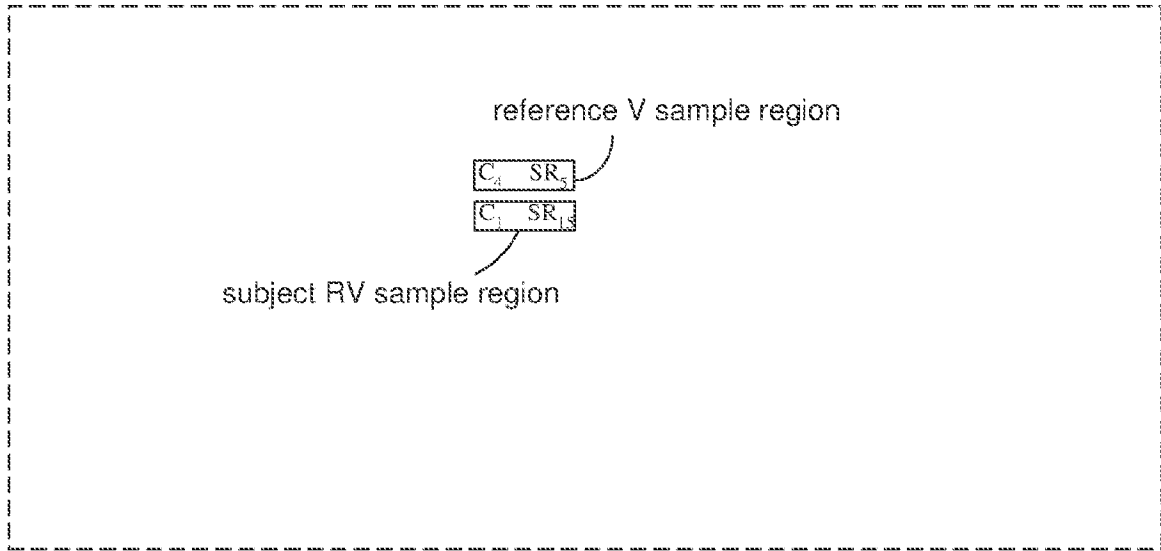 reference V sample region
C₄ SR₅
C₁ SR₁₅
subject RV sample region